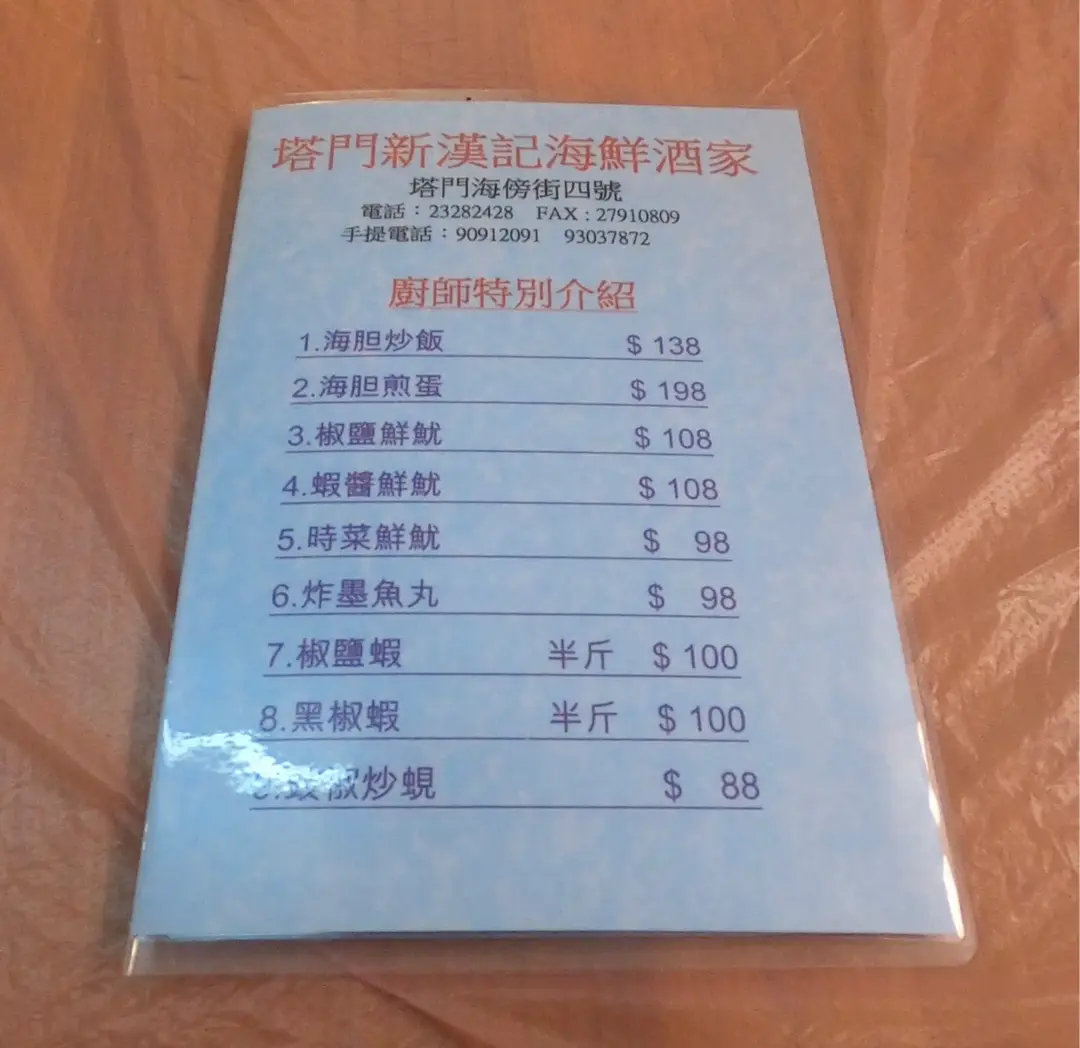 塔門新漢記海鮮酒家
塔門海傍街四號
電話：23282428 FAX : 27910809
手提電話：90912091 93037872
廚師特別介紹
1.海胆炒飯 $ 138
2.海胆煎蛋 $ 198
3.椒鹽鮮魷 $ 108
4.蝦醬鮮魷 $ 108
5.時菜鮮魷 $ 98
6.炸墨魚丸 $ 98
7.椒鹽蝦 半斤 $ 100
8.黑椒蝦 半斤 $ 100
9.豉椒炒蜆 $ 88